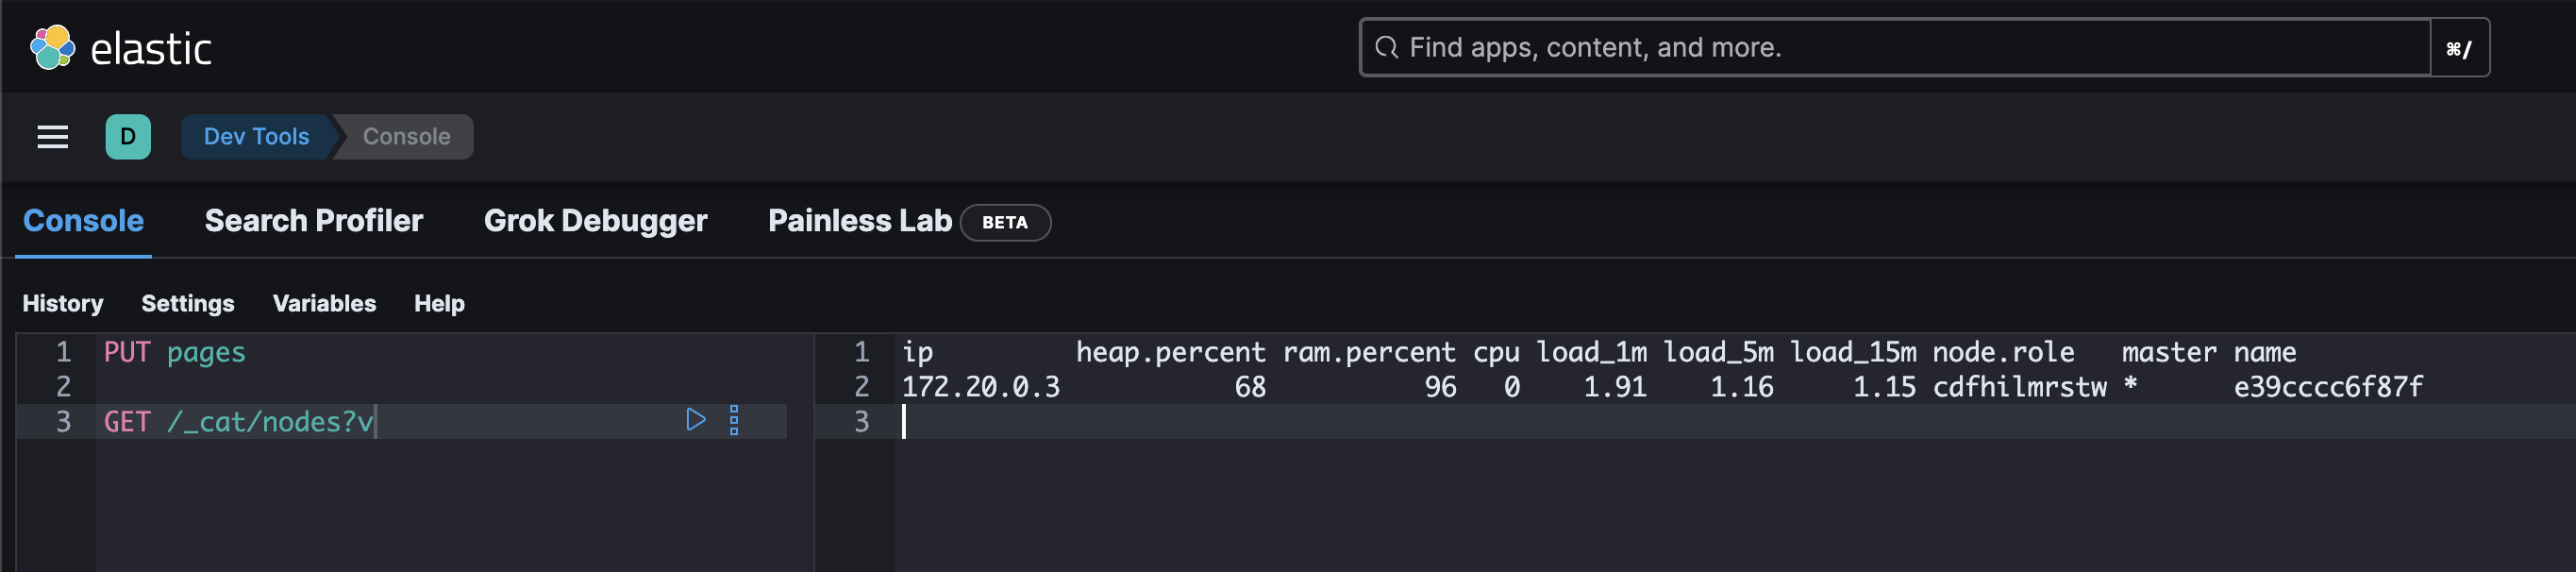 elastic
Find apps, content, and more.
⌘/
D
Dev Tools
Console
Console
Search Profiler
Grok Debugger
Painless Lab
BETA
History
Settings
Variables
Help
1 PUT pages
2
3 GET /_cat/nodes?v
1 ip heap.percent ram.percent cpu load_1m load_5m load_15m node.role master name
2 172.20.0.3 68 96 0 1.91 1.16 1.15 cdfhilmrstw * e39cccc6f87f
3